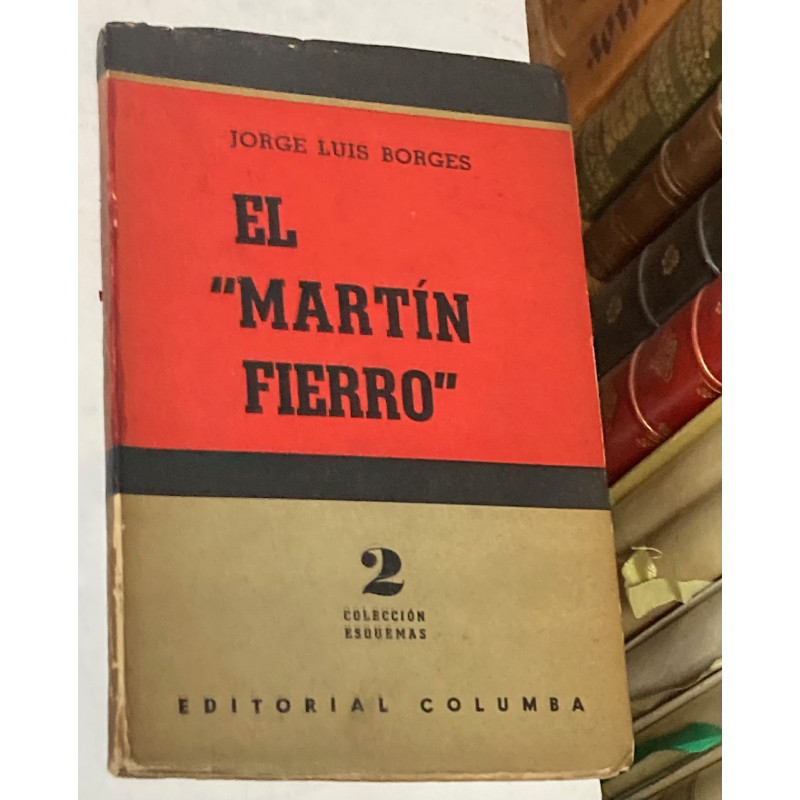 JORGE LUIS BORGES
EL
"MARTÍN
FIERRO"
2
COLECCIÓN
ESQUEMAS
EDITORIAL COLUMBA